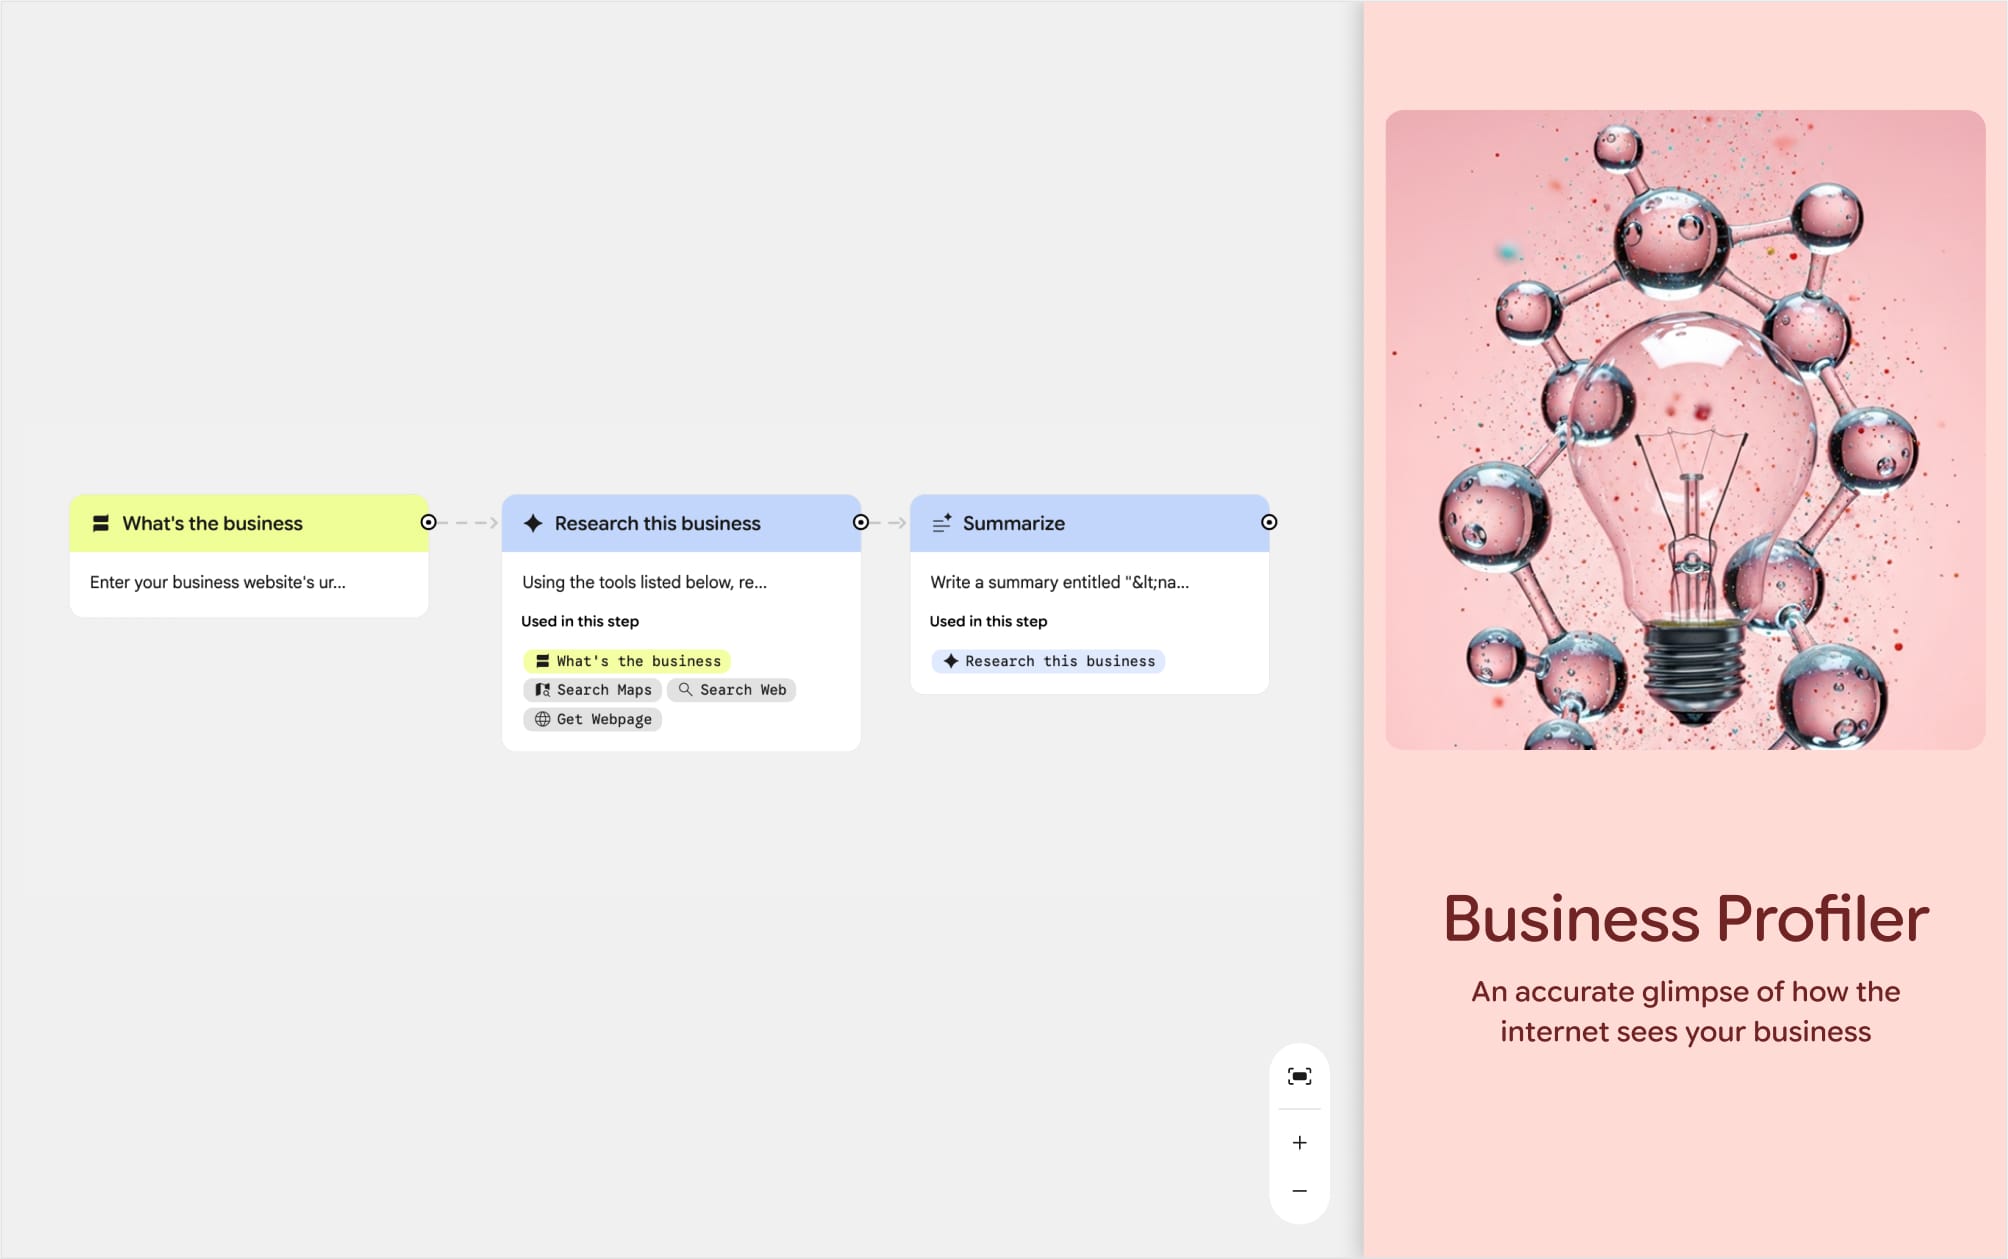 What's the business
Enter your business website's ur...
Research this business
Using the tools listed below, re...
Used in this step
What's the business
Search Maps
Search Web
Get Webpage
Summarize
Write a summary entitled "&lt;na...
Used in this step
Research this business
Business Profiler
An accurate glimpse of how the
internet sees your business